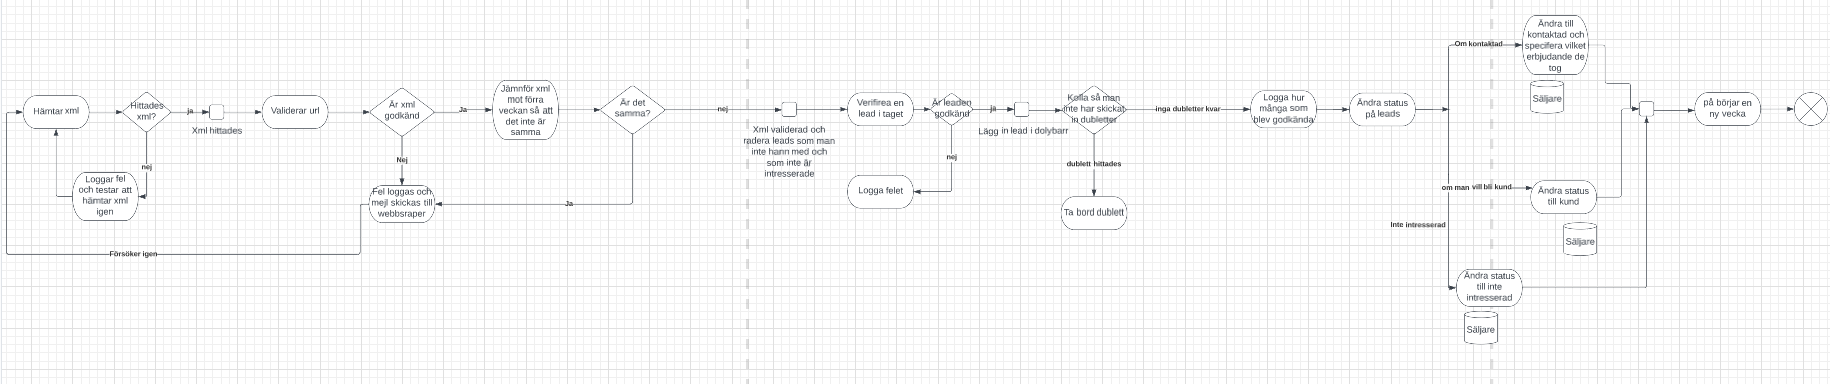 Hämtar xml
Hittades
xml?
ja
Xml hittades
nej
Loggar fel
och testar att
hämtar xml
igen
Försöker igen
Validerar url
Är xml
godkänd
Ja
Nej
Fel loggas och
mejl skickas till
webbsraper
Jämnför xml
mot förra
veckan så att
det inte är
samma
Är det
samma?
Ja
nej
Xml validerad och
radera leads som man
inte hann med och
som inte är
intresserade
Verifirea en
lead i taget
Är leaden
godkänd
ja
nej
Logga felet
Lägg in lead i dolybarr
Kolla så man
inte har skickat
in dubletter
dublett hittades
Ta bord dublett
inga dubletter kvar
Logga hur
många som
blev godkända
Ändra status
på leads
Om kontaktad
Ändra till
kontaktad och
specifera vilket
erbjudande de
tog
Säljare
om man vill bli kund
Ändra status
till kund
Säljare
Inte intresserad
Ändra status
till inte
intresserad
Säljare
på börjar en
ny vecka